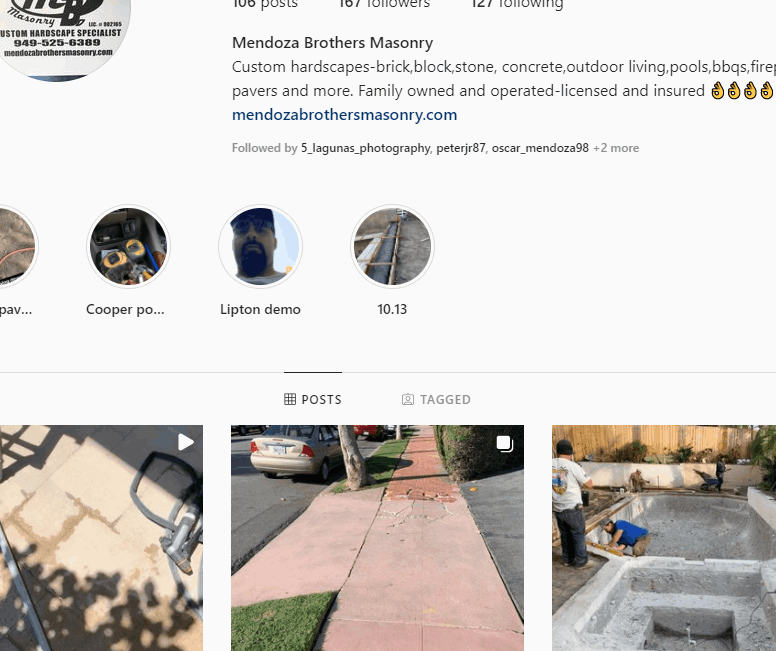 106 posts 167 followers 127 following
Masonry LIC. # 902165
CUSTOM HARDSCAPE SPECIALIST
949-525-6389
mendozabrothersmasonry.com
Mendoza Brothers Masonry
Custom hardscapes-brick,block,stone, concrete,outdoor living,pools,bbqs,firep
pavers and more. Family owned and operated-licensed and insured 👌👌👌👌
mendozabrothersmasonry.com
Followed by 5_lagunas_photography, peterjr87, oscar_mendoza98 +2 more
pav... Cooper po... Lipton demo 10.13
POSTS TAGGED